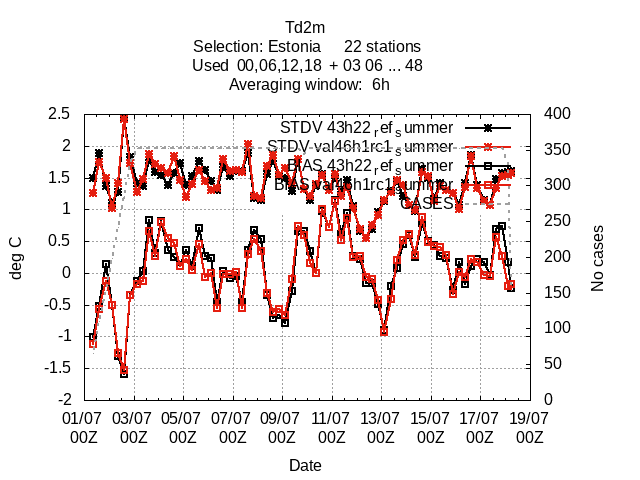 Td2m
Selection: Estonia 22 stations
Used 00,06,12,18 + 03 06 ... 48
Averaging window: 6h
STDV 43h22_ref_summer
STDV val46h1rc1_summer
BIAS 43h22_ref_summer
BIAS val46h1rc1_summer
CASES
2.5
2
1.5
1
0.5
0
-0.5
-1
-1.5
-2
deg C
400
350
300
250
200
150
100
50
0
No cases
01/07 03/07 05/07 07/07 09/07 11/07 13/07 15/07 17/07 19/07
00Z 00Z 00Z 00Z 00Z 00Z 00Z 00Z 00Z 00Z
Date